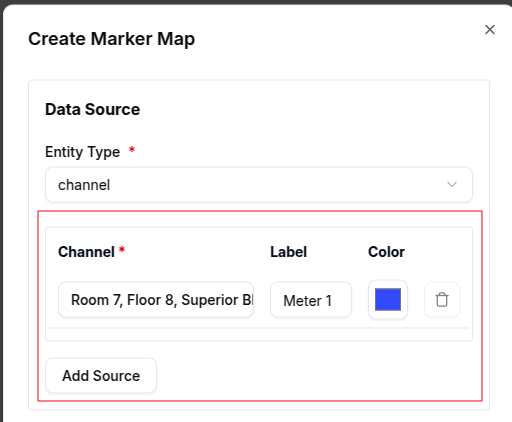 Create Marker Map
Data Source
Entity Type *
channel
Channel * Label Color
Room 7, Floor 8, Superior Meter 1
Add Source